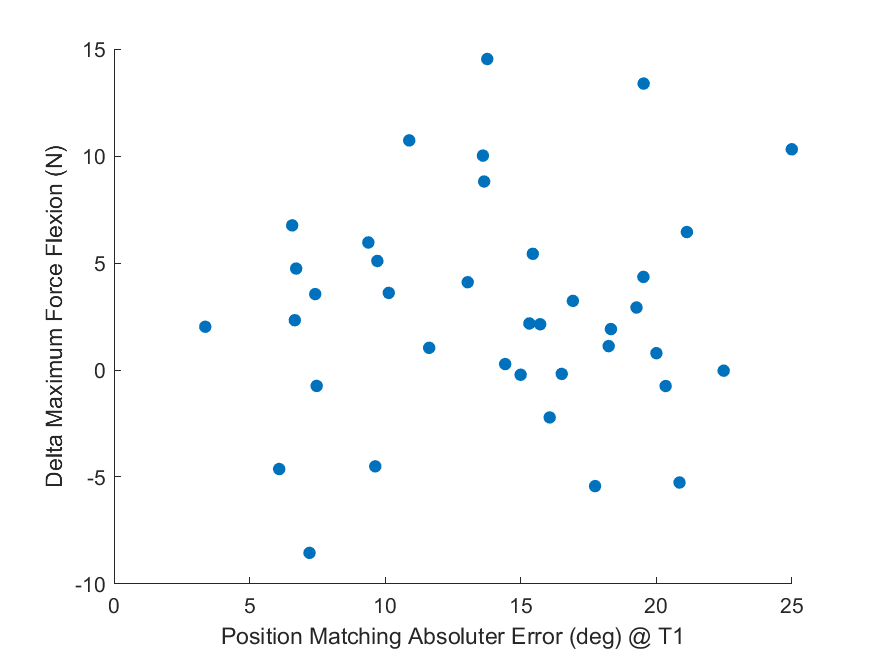 15
10
5
0
-5
-10
0 5 10 15 20 25
Delta Maximum Force Flexion (N)
Position Matching Absoluter Error (deg) @ T1